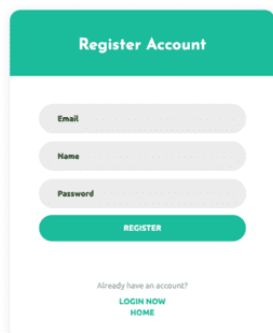 Register Account
Email
Name
Password
REGISTER
Already have an account?
LOGIN NOW
HOME